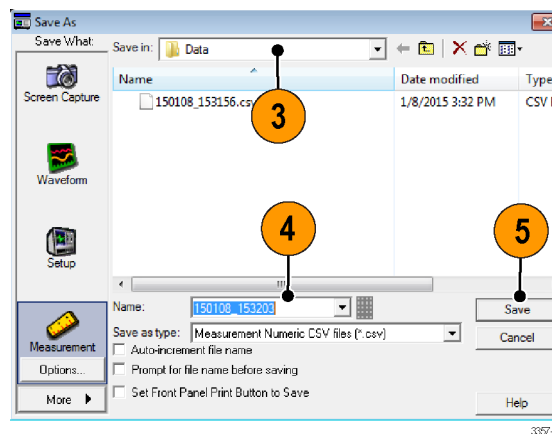 Save As
Save What:
Save in:
Data
Name
Date modified
Type
150108_153156.csv
1/8/2015 3:32 PM
CSV
3
Screen Capture
Waveform
Setup
4
5
Name:
150108_153203
Save
Save as type:
Measurement Numeric CSV files (*.csv)
Cancel
Measurement
Auto-increment file name
Options...
Prompt for file name before saving
More
Set Front Panel Print Button to Save
Help
3357-